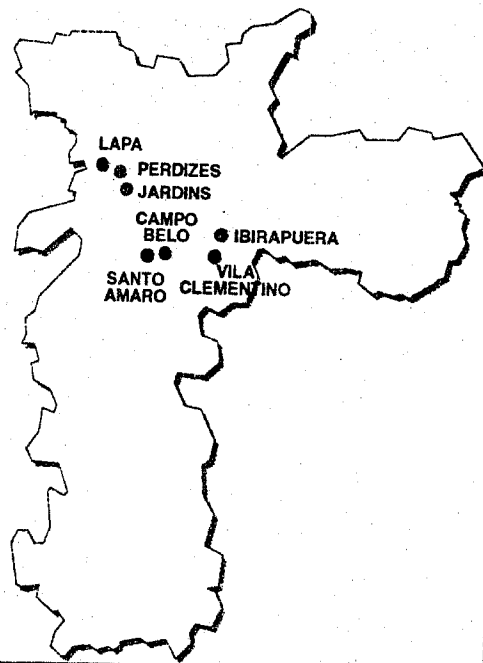 LAPA
PERDIZES
JARDINS
CAMPO
BELO
IBIRAPUERA
SANTO
AMARO
VILA
CLEMENTINO